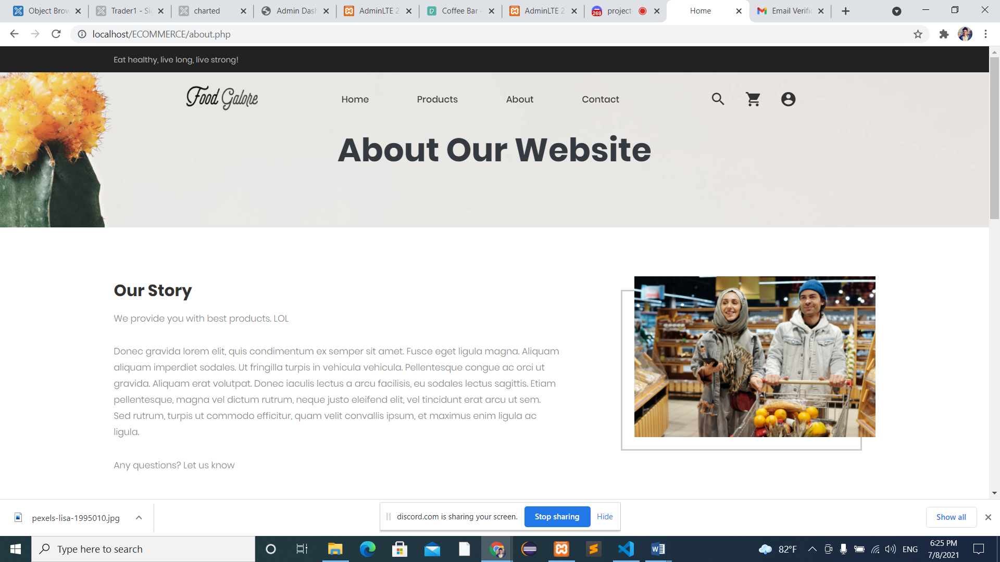 Object Brow
Trader1 - Si
charted
Admin Dash
AdminLTE 2
Coffee Bar
AdminLTE 2
269
project-
Home
Email Verific
localhost/ECOMMERCE/about.php
Eat healthy, live long, live strong!
Food Galore
Home
Products
About
Contact
About Our Website
Our Story
We provide you with best products. LOL
Donec gravida lorem elit, quis condimentum ex semper sit amet. Fusce eget ligula magna. Aliquam
aliquam imperdiet sodales. Ut fringilla turpis in vehicula vehicula. Pellentesque congue ac orci ut
gravida. Aliquam erat volutpat. Donec iaculis lectus a arcu facilisis, eu sodales lectus sagittis. Etiam
pellentesque, magna vel dictum rutrum, neque justo eleifend elit, vel tincidunt erat arcu ut sem.
Sed rutrum, turpis ut commodo efficitur, quam velit convallis ipsum, et maximus enim ligula ac
ligula.
Any questions? Let us know
pexels-lisa-1995010.jpg
discord.com is sharing your screen.
Stop sharing
Hide
Show all
Type here to search
82°F
ENG
6:25 PM
7/8/2021